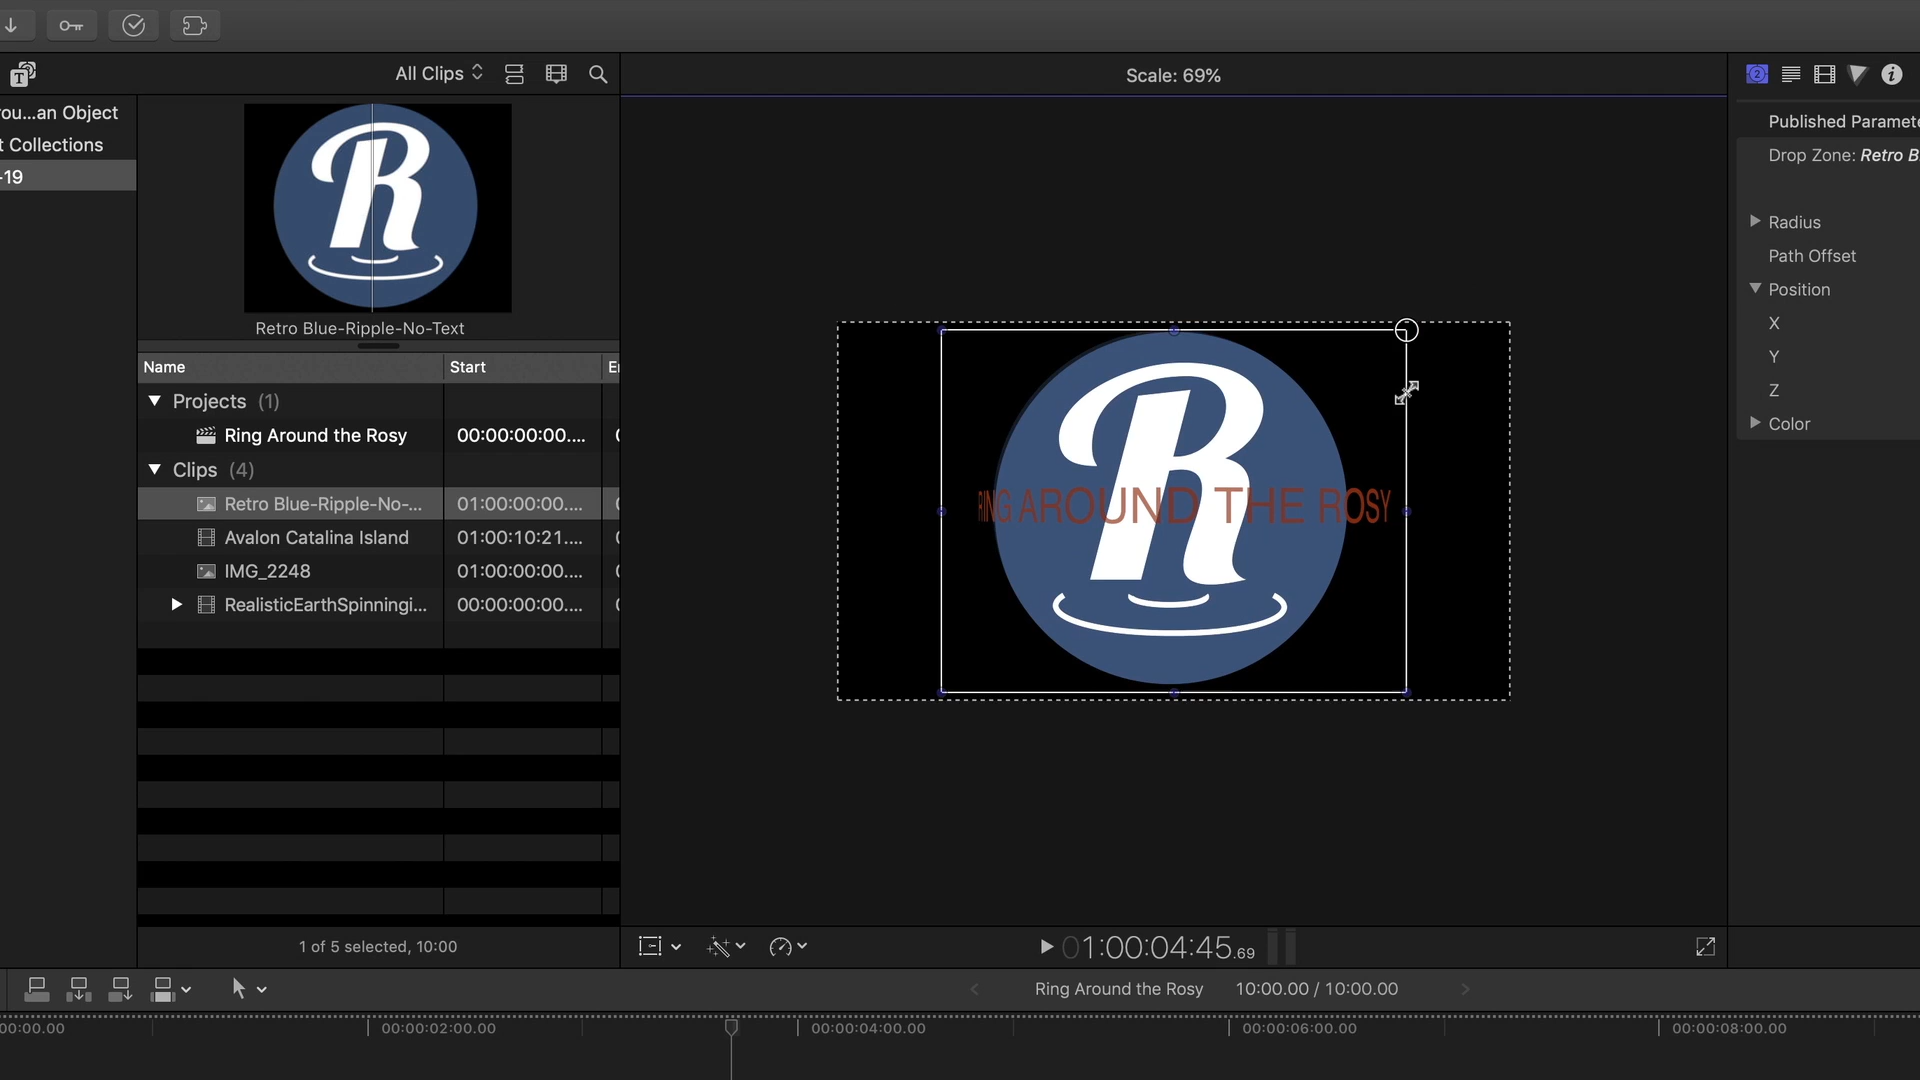 All Clips
Scale: 69%
2
rou...an Object
t Collections
-19
R
Retro Blue-Ripple-No-Text
Name
Start
Projects (1)
Ring Around the Rosy
00:00:00:00....
Clips (4)
Retro Blue-Ripple-No-...
01:00:00:00....
Avalon Catalina Island
01:00:10:21....
IMG_2248
01:00:00:00....
RealisticEarthSpinningi...
00:00:00:00....
1 of 5 selected, 10:00
R
RING AROUND THE ROSY
Published Paramete
Drop Zone: Retro B
Radius
Path Offset
Position
X
Y
Z
Color
01:00:04:45.69
Ring Around the Rosy
10:00.00 / 10:00.00
00:00.00
00:00:02:00.00
00:00:04:00.00
00:00:06:00.00
00:00:08:00.00